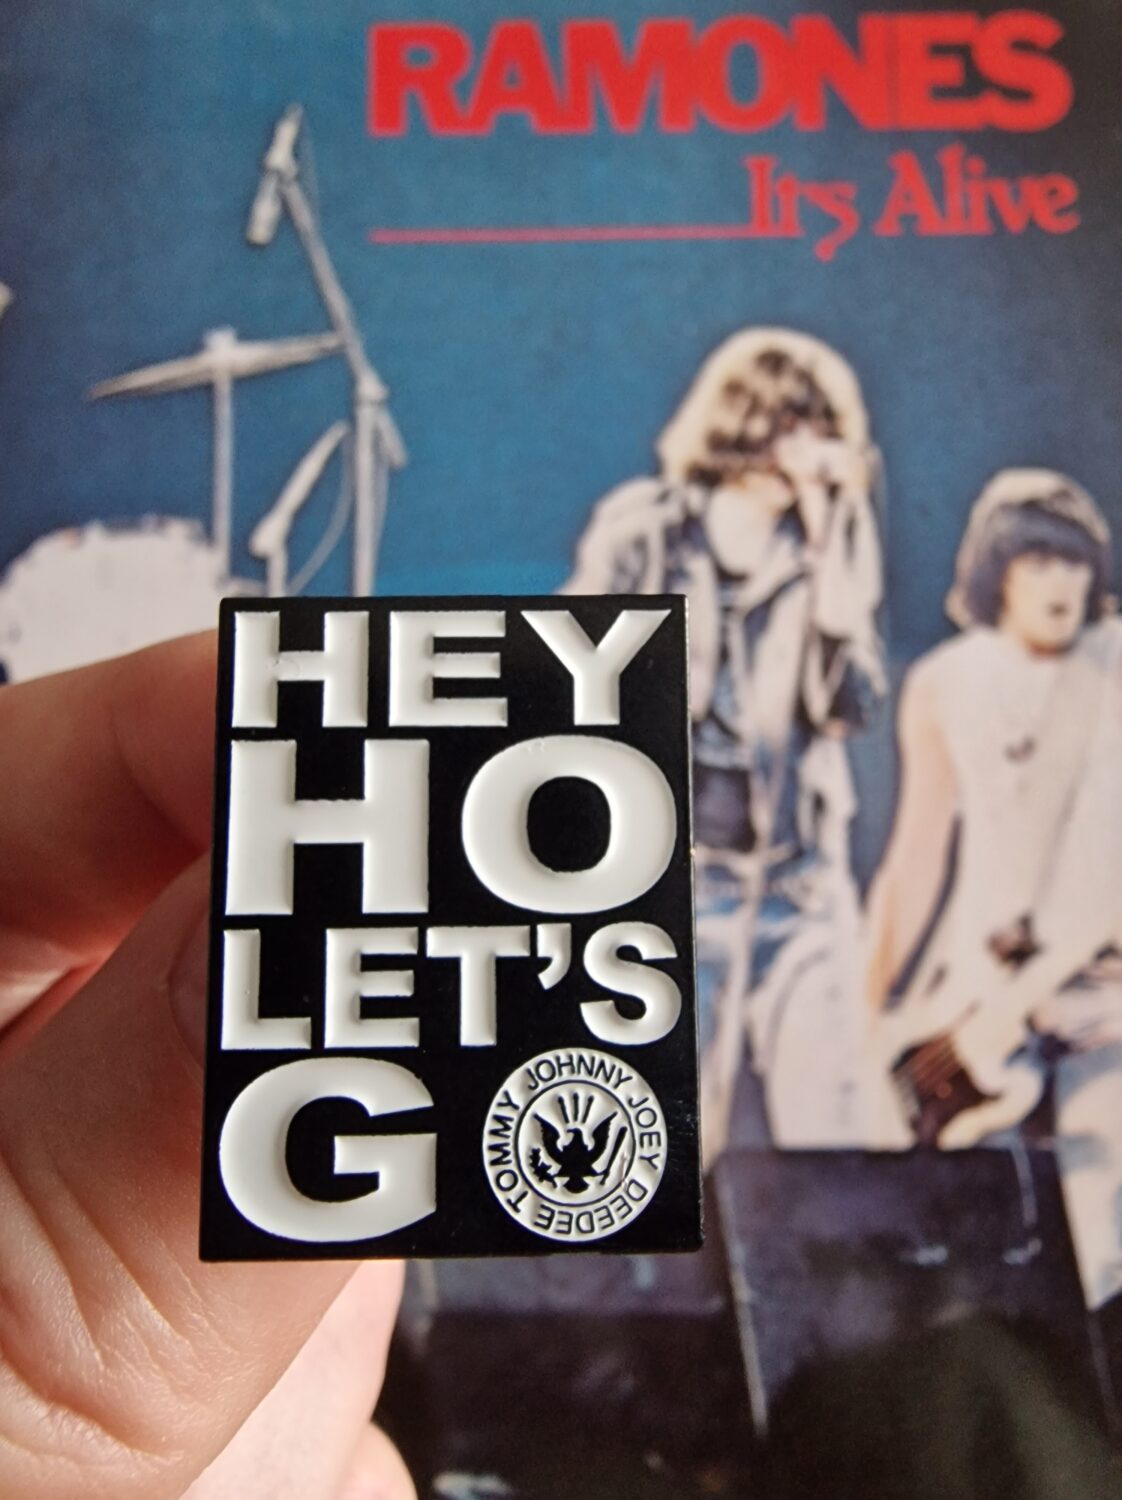 RAMONES
It's Alive
HEY
HO
LET'S
G
JOHNNY JOEY DEEDEE TOMMY